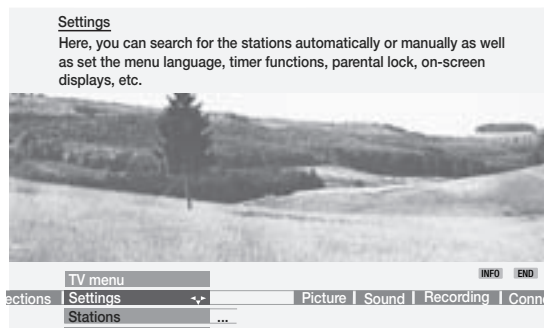 Settings
Here, you can search for the stations automatically or manually as well
as set the menu language, timer functions, parental lock, on-screen
displays, etc.
INFO END
TV menu
ections Settings Picture Sound Recording Conne
Stations ...